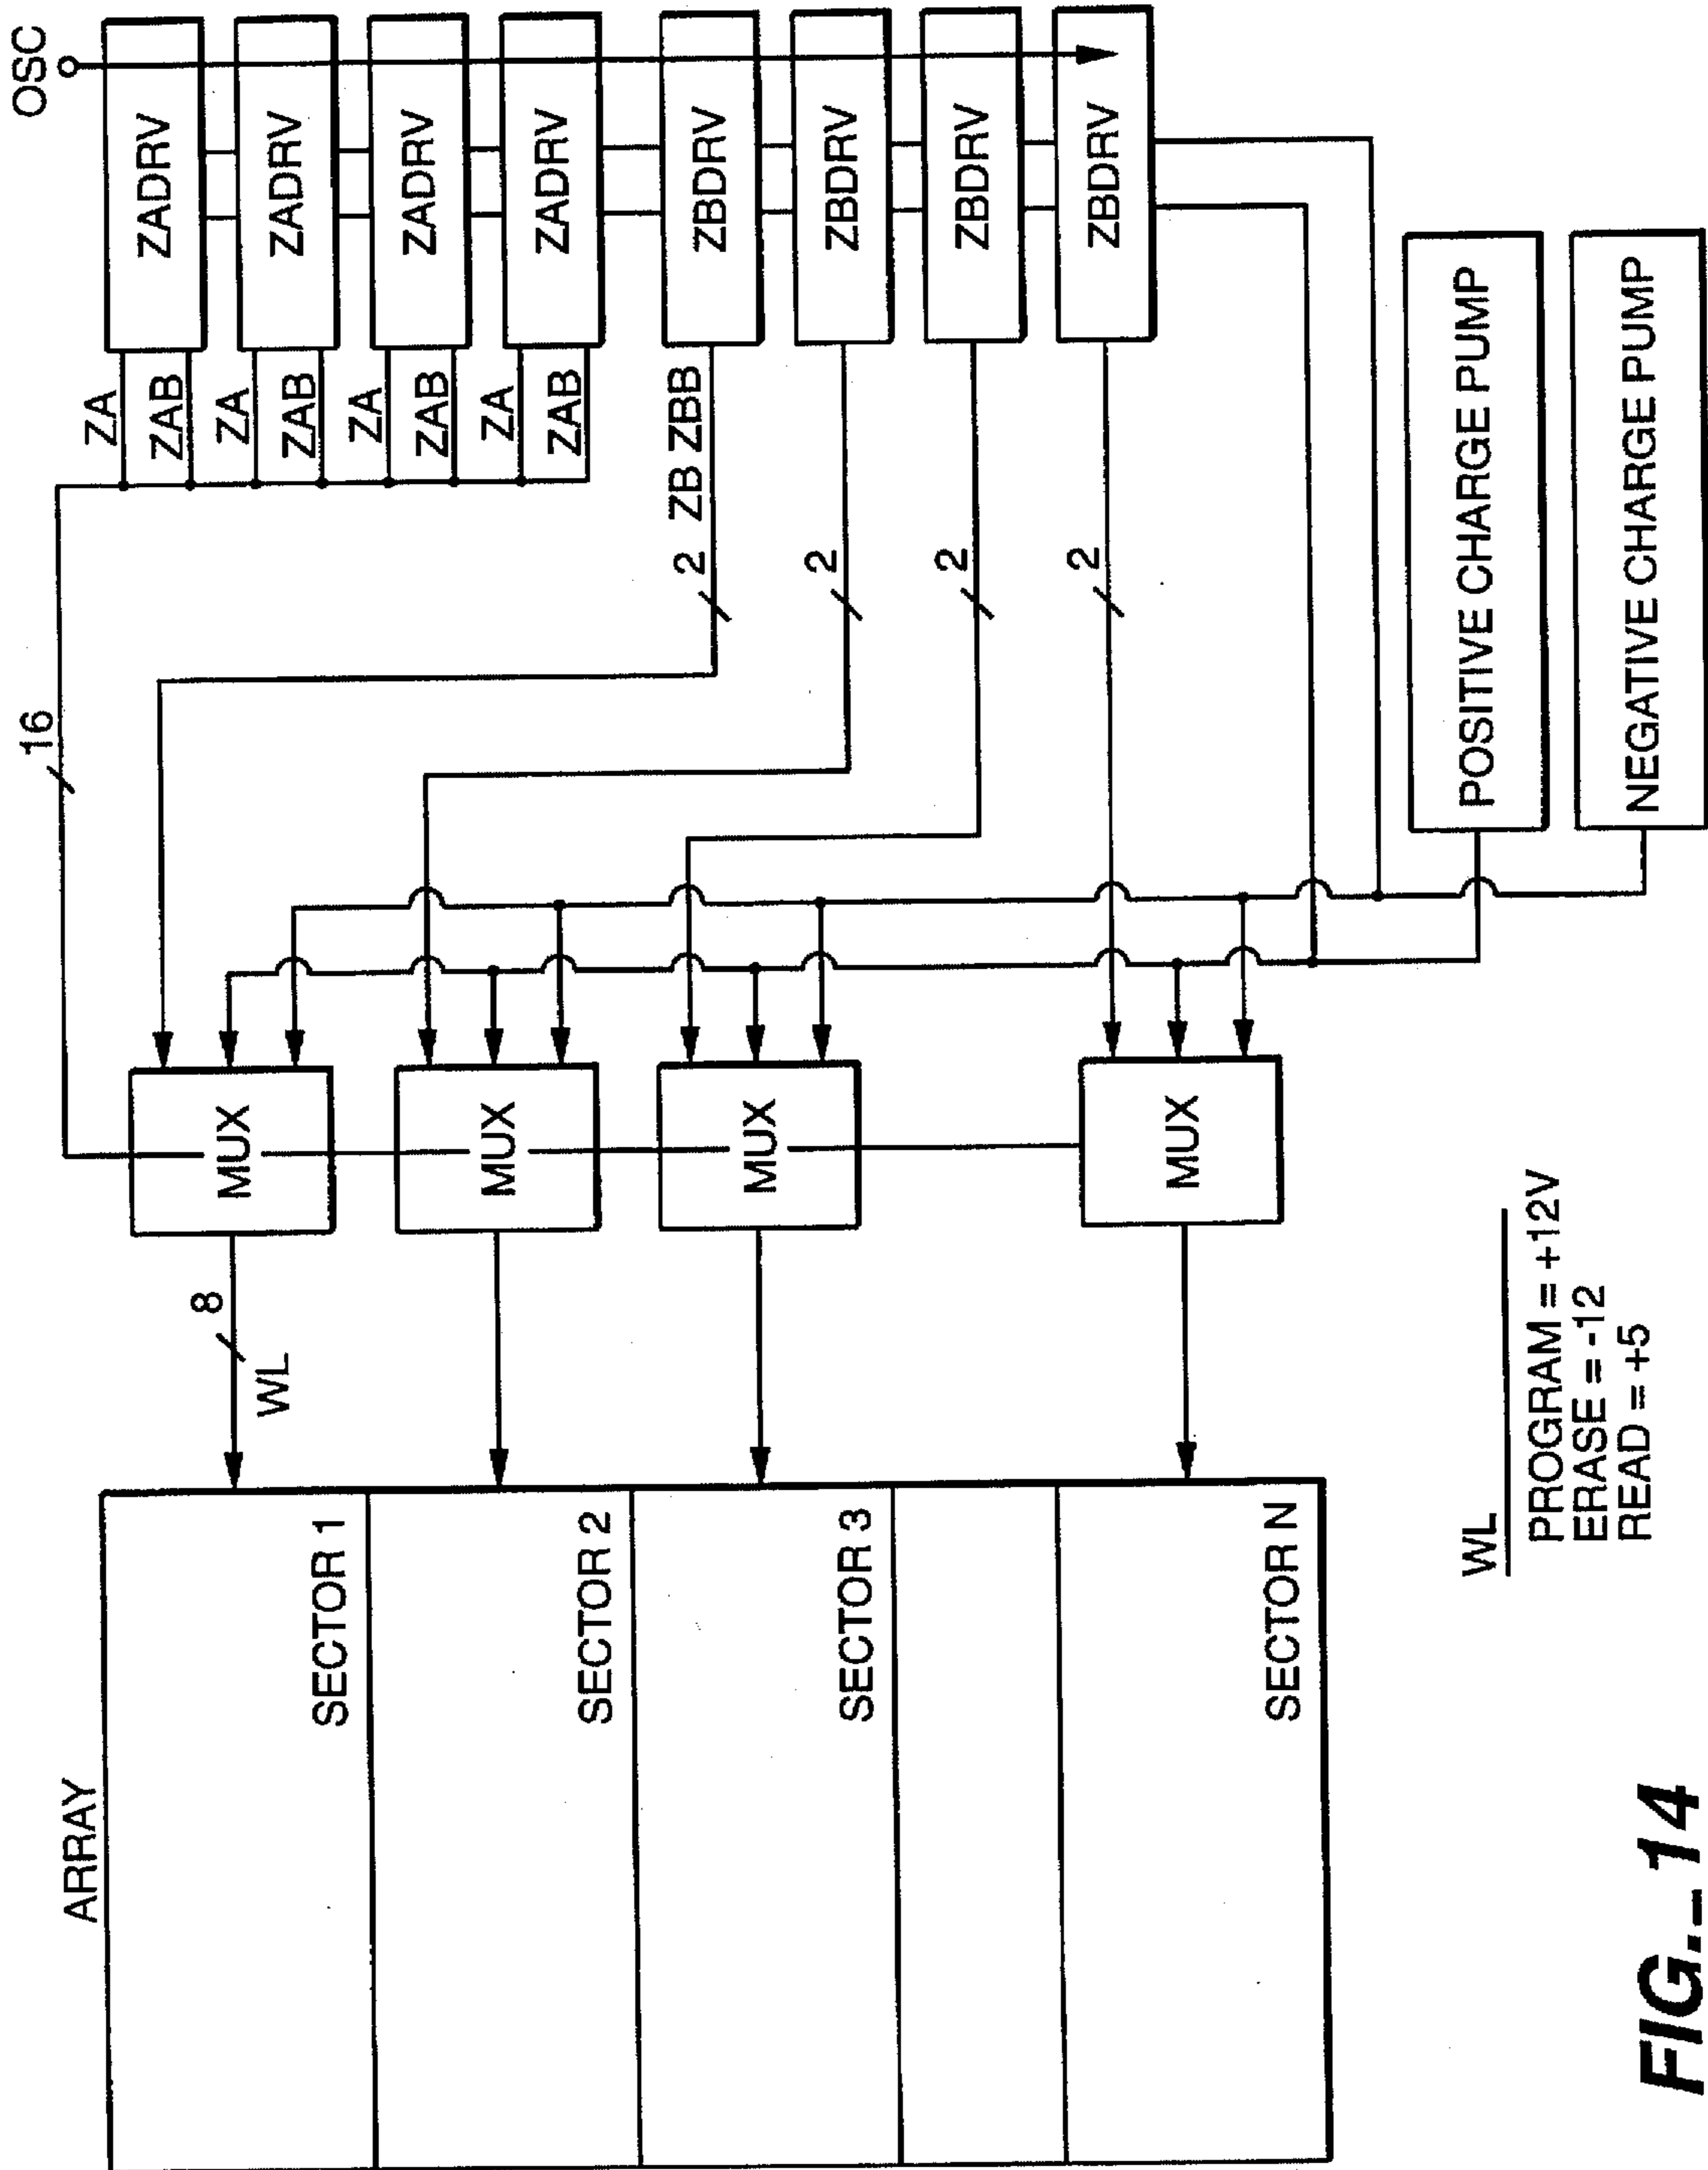 OSC
ZADRV
ZADRV
ZADRV
ZADRV
ZBDRV
ZBDRV
ZBDRV
ZBDRV
ZA
ZAB
ZA
ZAB
ZA
ZAB
ZA
ZAB
ZB ZBB
16
2
2
2
2
POSITIVE CHARGE PUMP
NEGATIVE CHARGE PUMP
MUX
MUX
MUX
MUX
8
WL
ARRAY
SECTOR 1
SECTOR 2
SECTOR 3
SECTOR N
WL
PROGRAM = +12V
ERASE = -12
READ = +5
FIG._14